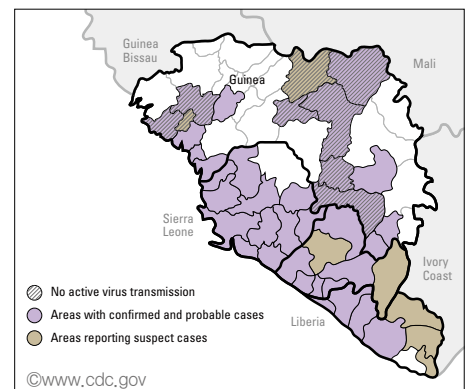 Guinea
Bissau
Guinea
Mali
Sierra
Leone
Ivory
Coast
No active virus transmission
Areas with confirmed and probable cases
Liberia
Areas reporting suspect cases
©www.cdc.gov